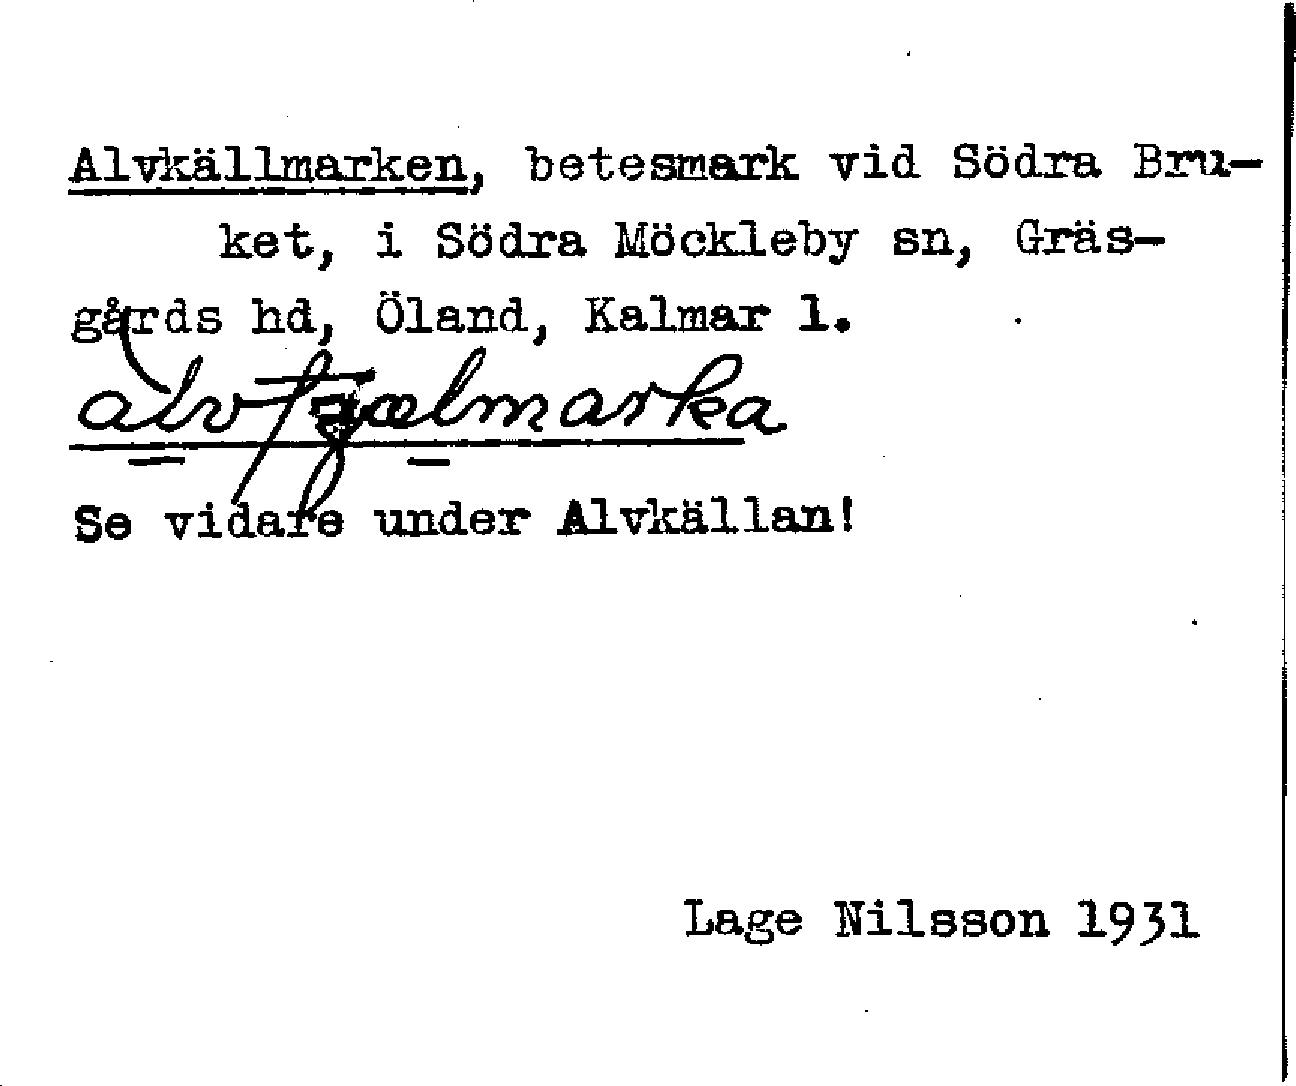 Alvkällmarken, betesmark vid Södra Bru-
ket, i Södra Möckleby sn, Gräs-
gårds hd, Öland, Kalmar l.
Se vidare under Alvkällan!
Lage Nilsson 1931